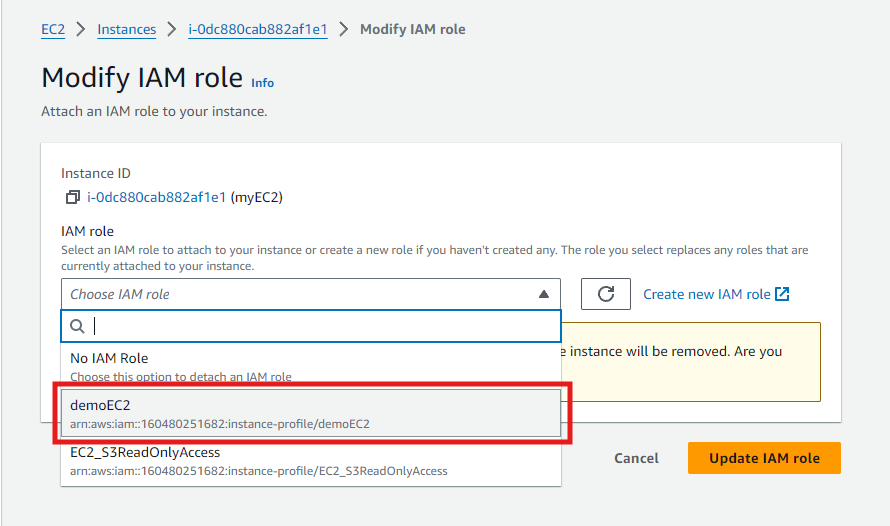 EC2 > Instances > i-0dc880cab882af1e1 > Modify IAM role
Modify IAM role Info
Attach an IAM role to your instance.
Instance ID
i-0dc880cab882af1e1 (myEC2)
IAM role
Select an IAM role to attach to your instance or create a new role if you haven't created any. The role you select replaces any roles that are
currently attached to your instance.
Choose IAM role
Create new IAM role
No IAM Role
e instance will be removed. Are you
Choose this option to detach an IAM role
demoEC2
arn:aws:iam::160480251682:instance-profile/demoEC2
EC2_S3ReadOnlyAccess
arn:aws:iam::160480251682:instance-profile/EC2_S3ReadOnlyAccess
Cancel
Update IAM role